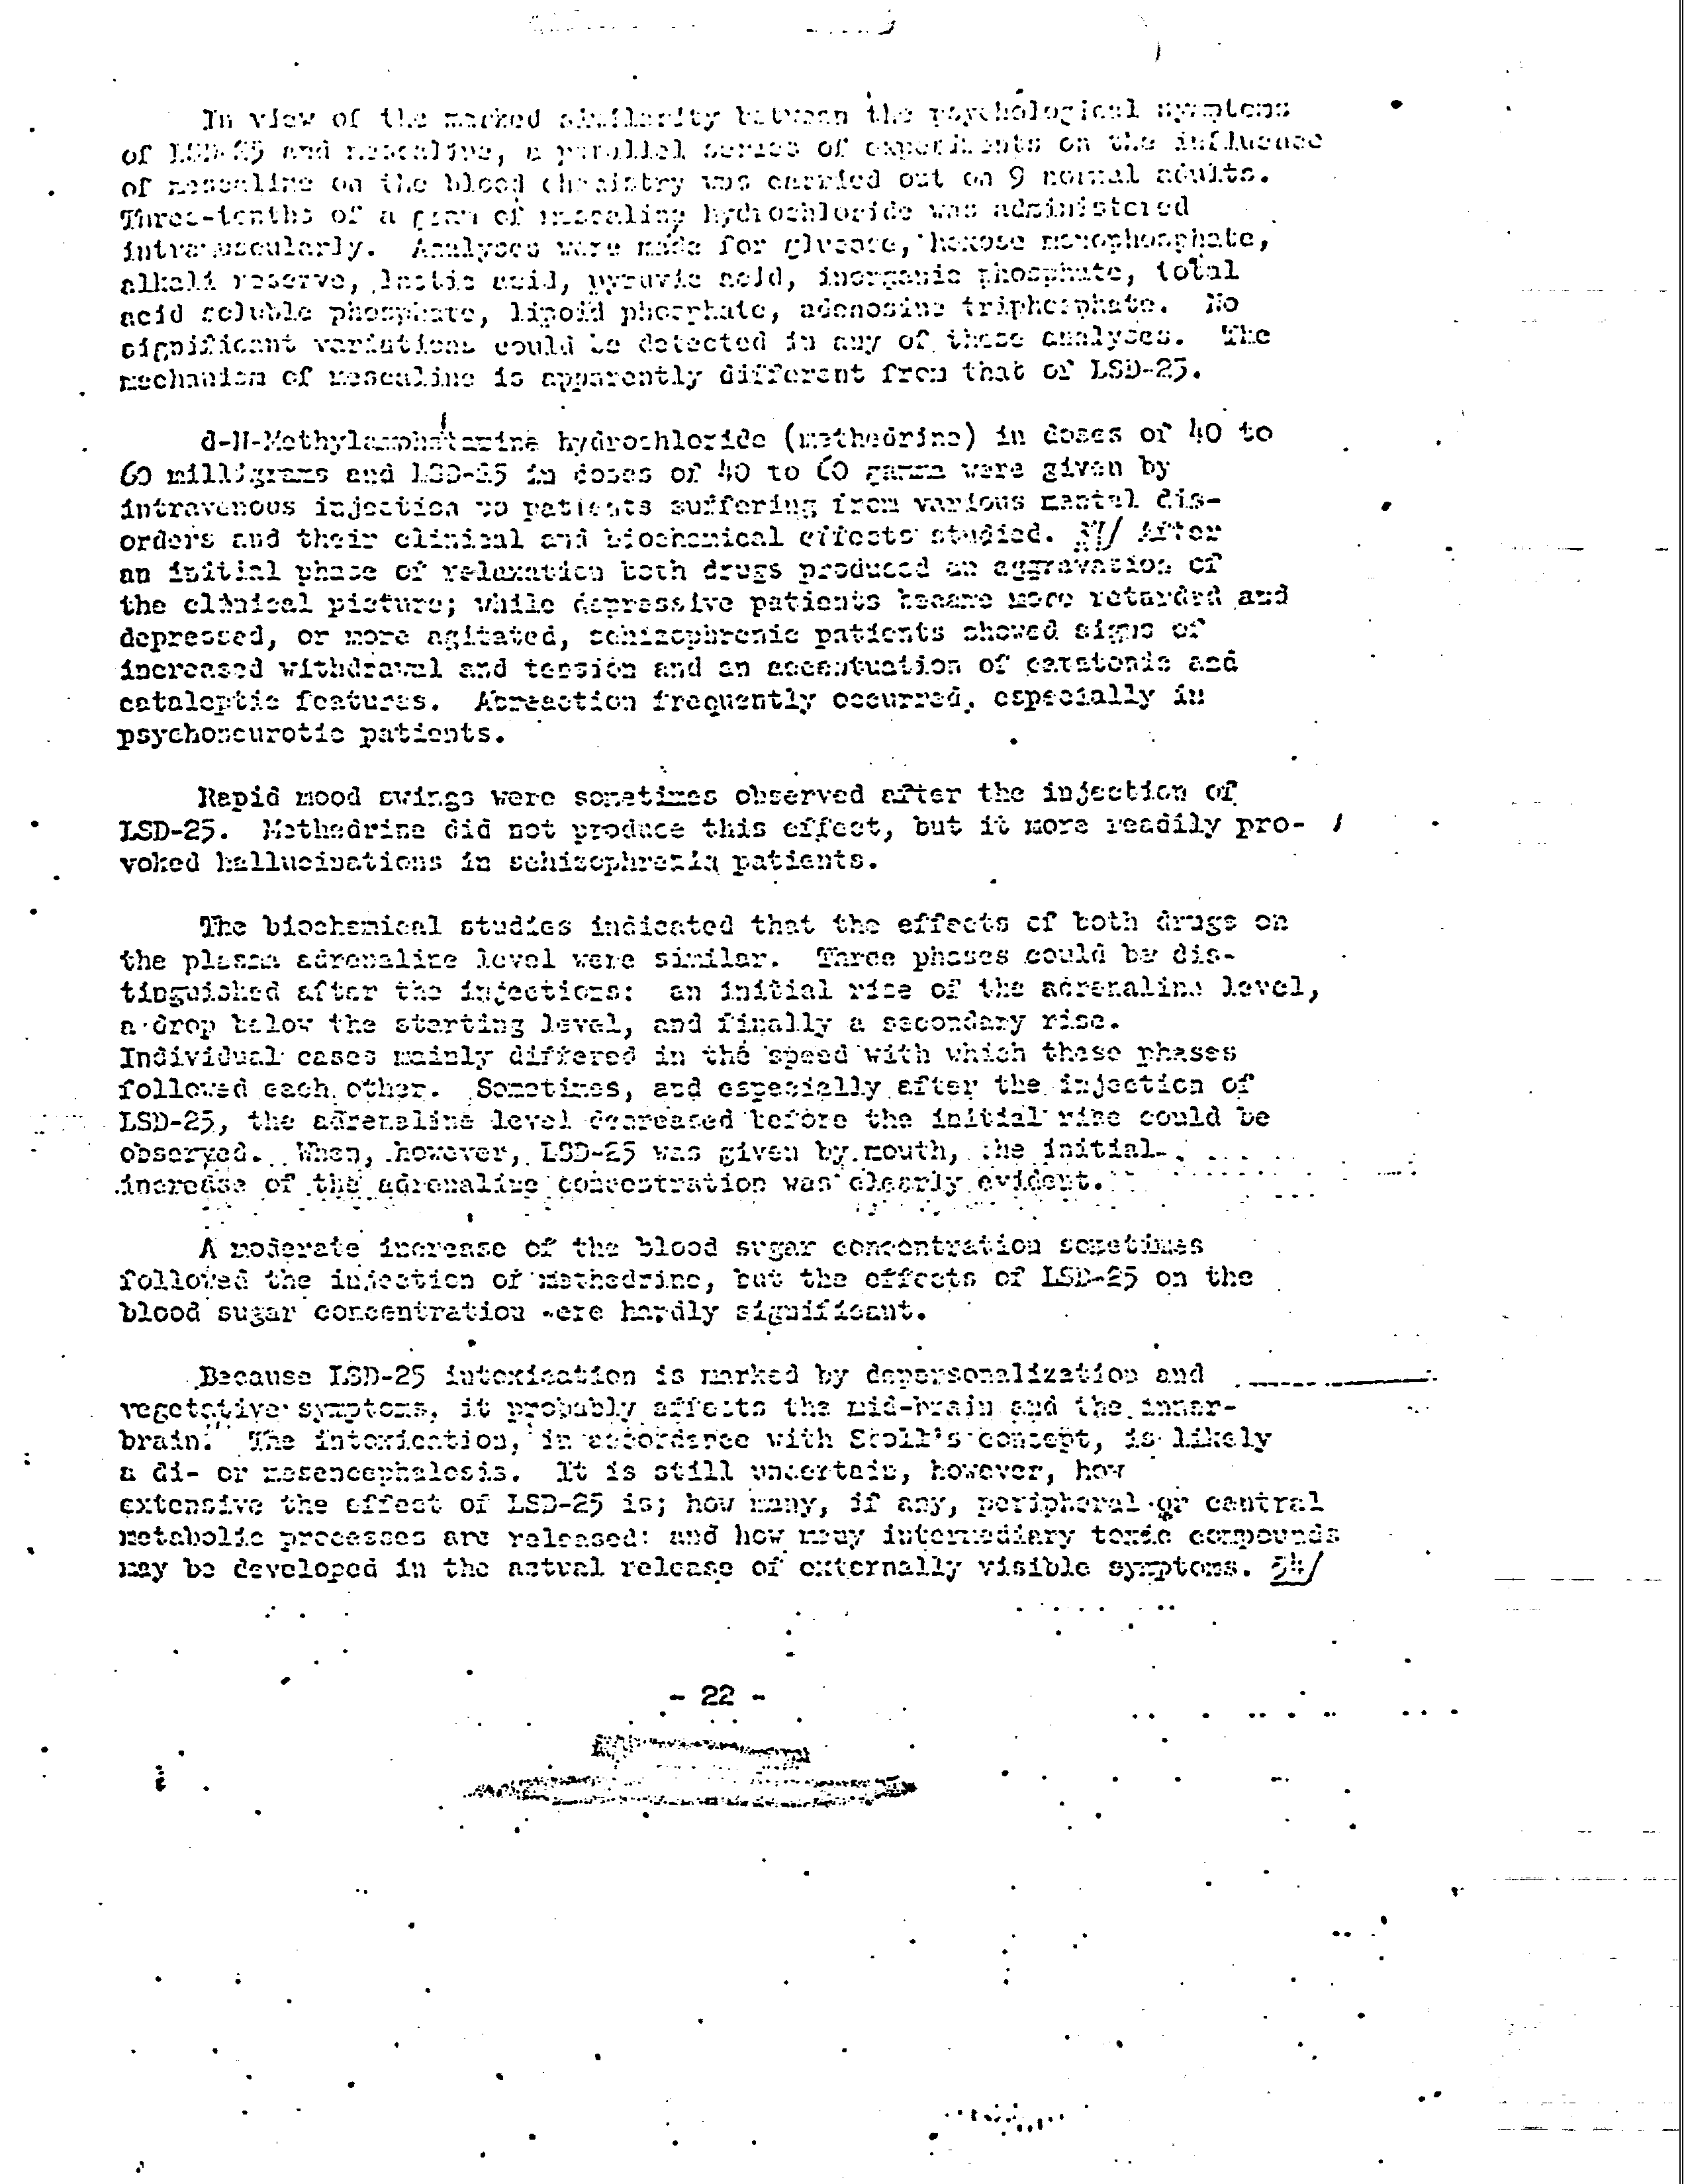 In view of the marked similarity between the psychological symptoms
of LSD-25 and mescaline, a parallel series of experiments on the influence
of mescaline on the blood chemistry was carried out on 9 normal adults.
Three-tenths of a gram of mescaline hydrochloride was administered
intramuscularly. Analyses were made for glucose, hexose monophosphate,
alkali reserve, lactic acid, pyruvic acid, inorganic phosphate, total
acid soluble phosphate, lipoid phosphate, adenosine triphosphate. No
significant variations could be detected in any of these analyses. The
mechanism of mescaline is apparently different from that of LSD-25.
d-N-Methylamphetamine hydrochloride (methedrine) in doses of 40 to
60 milligrams and LSD-25 in doses of 40 to 60 gamma were given by
intravenous injection to patients suffering from various mental dis-
orders and their clinical and biochemical effects studied. After
an initial phase of relaxation both drugs produced an aggravation of
the clinical picture; while depressive patients became more retarded and
depressed, or more agitated, schizophrenic patients showed signs of
increased withdrawal and tension and an accentuation of catatonic and
cataleptic features. Abreaction frequently occurred, especially in
psychoneurotic patients.
Rapid mood swings were sometimes observed after the injection of
LSD-25. Methedrine did not produce this effect, but it more readily pro-
voked hallucinations in schizophrenia patients.
The biochemical studies indicated that the effects of both drugs on
the plasma adrenaline level were similar. Three phases could be dis-
tinguished after the injections: an initial rise of the adrenaline level,
a drop below the starting level, and finally a secondary rise.
Individual cases mainly differed in the speed with which these phases
followed each other. Sometimes, and especially after the injection of
LSD-25, the adrenaline level decreased before the initial rise could be
observed. When, however, LSD-25 was given by mouth, the initial
increase of the adrenaline concentration was clearly evident.
A moderate increase of the blood sugar concentration sometimes
followed the injection of methedrine, but the effects of LSD-25 on the
blood sugar concentration were hardly significant.
Because LSD-25 intoxication is marked by depersonalization and
vegetative symptoms, it probably affects the mid-brain and the inner-
brain. The intoxication, in accordance with Stoll's concept, is likely
a di- or mesencephalosis. It is still uncertain, however, how
extensive the effect of LSD-25 is; how many, if any, peripheral or central
metabolic processes are released; and how many intermediary toxic compounds
may be developed in the actual release of externally visible symptoms. 54/
- 22 -